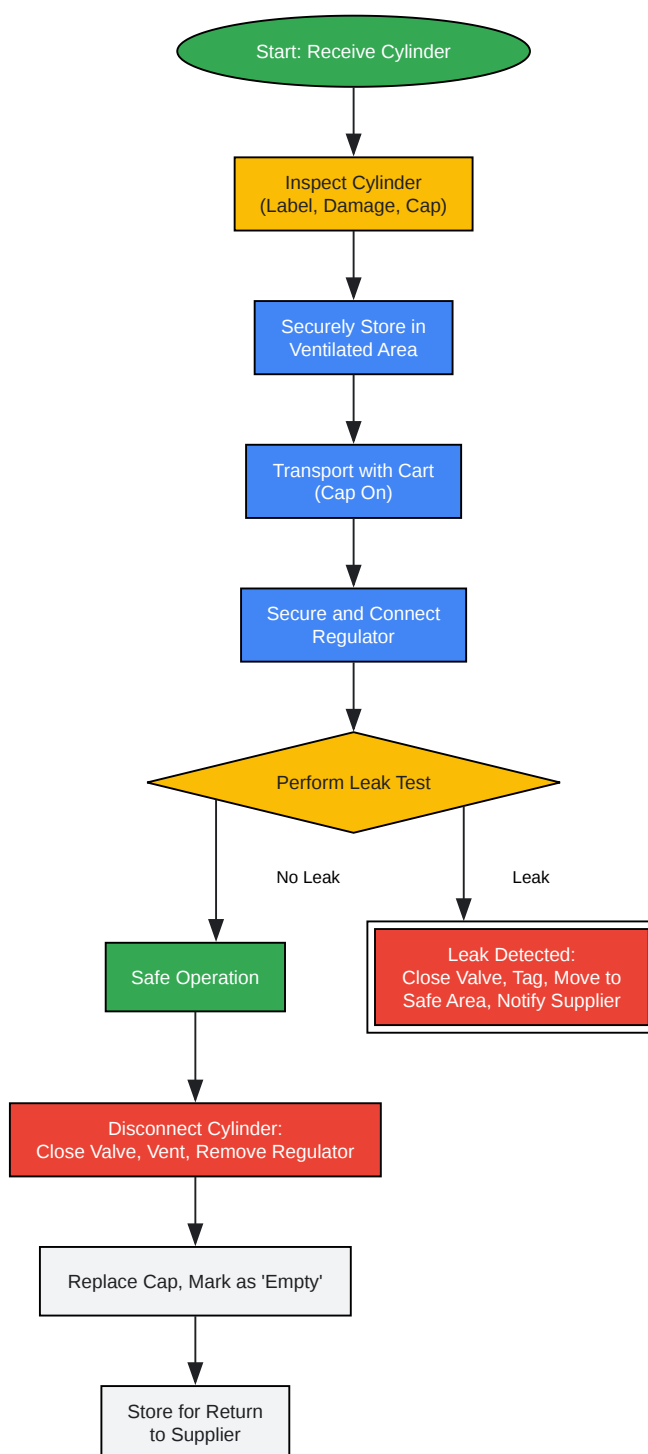 Start: Receive Cylinder
Inspect Cylinder
(Label, Damage, Cap)
Securely Store in
Ventilated Area
Transport with Cart
(Cap On)
Secure and Connect
Regulator
Perform Leak Test
No Leak
Leak
Safe Operation
Leak Detected:
Close Valve, Tag, Move to
Safe Area, Notify Supplier
Disconnect Cylinder:
Close Valve, Vent, Remove Regulator
Replace Cap, Mark as 'Empty'
Store for Return
to Supplier